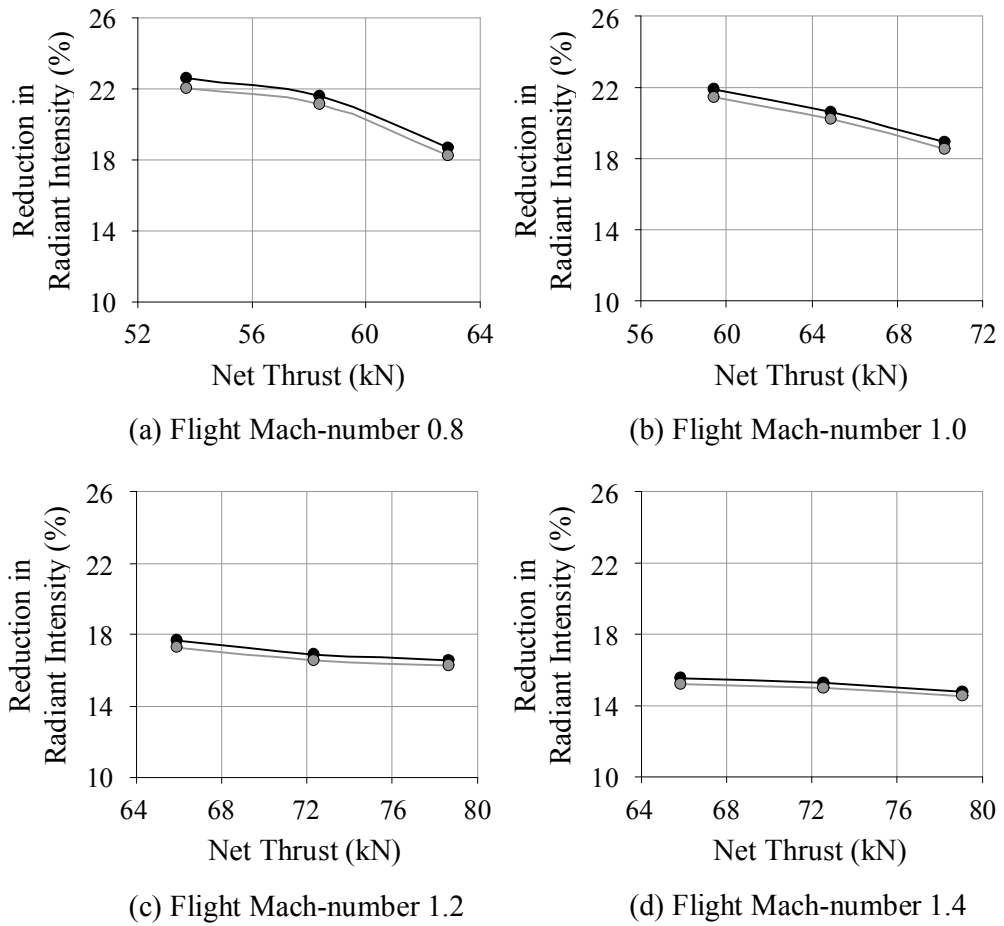 Reduction in
Radiant Intensity (%)
26
22
18
14
10
52
56
60
64
Net Thrust (kN)
(a) Flight Mach-number 0.8
Reduction in
Radiant Intensity (%)
26
22
18
14
10
56
60
64
68
72
Net Thrust (kN)
(b) Flight Mach-number 1.0
Reduction in
Radiant Intensity (%)
26
22
18
14
10
64
68
72
76
80
Net Thrust (kN)
(c) Flight Mach-number 1.2
Reduction in
Radiant Intensity (%)
26
22
18
14
10
64
68
72
76
80
Net Thrust (kN)
(d) Flight Mach-number 1.4